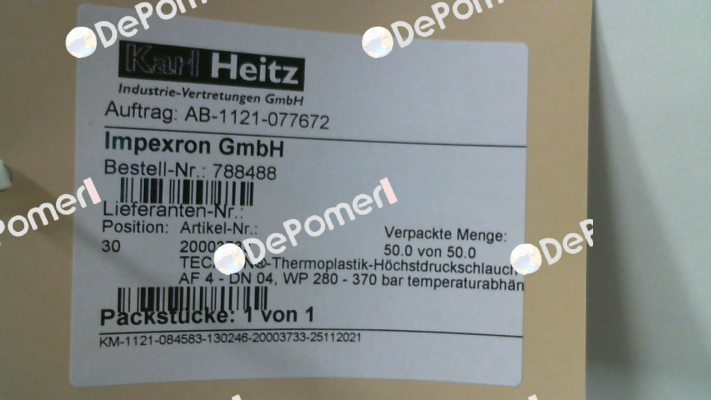 Karl Heitz
Industrie-Vertretungen GmbH
Auftrag: AB-1121-077672
Impexron GmbH
Bestell-Nr.: 788488
Lieferanten-Nr.:
Position: Artikel-Nr.: Verpackte Menge:
30 50.0 von 50.0
-Thermoplastik-Höchstdruckschlauch
AF 4 - DN 04, WP 280 - 370 bar temperaturabhän
Packstücke: 1 von 1
KM-1121-084583-130246-20003733-25112021
DePomerl
DePomerl
DePomerl
DePomerl
DeP
DePomerl
DePomerl